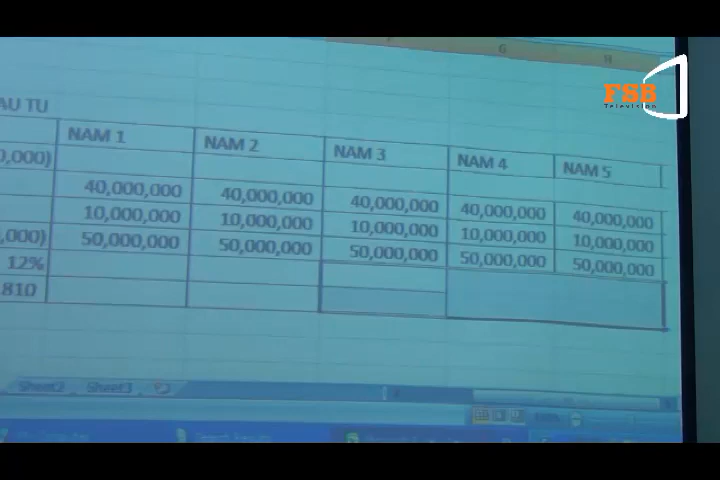 G H
FSB
Television
AU TU
NAM 1 NAM 2 NAM 3 NAM 4 NAM 5
0,000)
40,000,000 40,000,000 40,000,000 40,000,000 40,000,000
10,000,000 10,000,000 10,000,000 10,000,000 10,000,000
,000) 50,000,000 50,000,000 50,000,000 50,000,000 50,000,000
12%
810
Sheet2 Sheet3